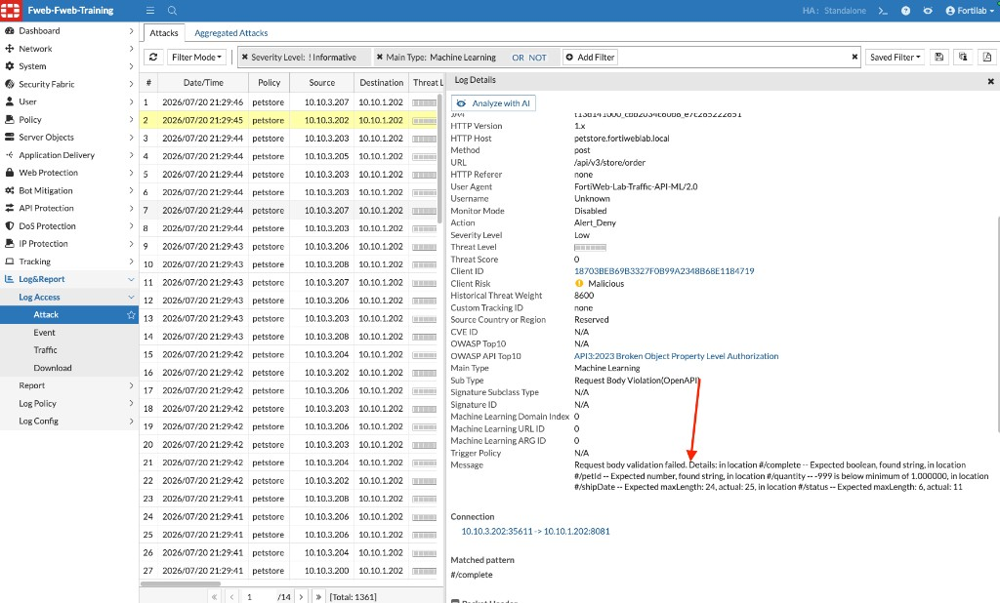 Fweb-Fweb-Training
HA: Standalone
Fortilab
Dashboard
Network
System
Security Fabric
User
Policy
Server Objects
Application Delivery
Web Protection
Bot Mitigation
API Protection
DoS Protection
IP Protection
Tracking
Log&Report
Log Access
Attack
Event
Traffic
Download
Report
Log Policy
Log Config
Attacks Aggregated Attacks
Filter Mode Severity Level: ! Informative Main Type: Machine Learning OR NOT Add Filter Saved Filter
# Date/Time Policy Source Destination Threat L
1 2026/07/20 21:29:46 petstore 10.10.3.207 10.10.1.202
2 2026/07/20 21:29:45 petstore 10.10.3.202 10.10.1.202
3 2026/07/20 21:29:44 petstore 10.10.3.203 10.10.1.202
4 2026/07/20 21:29:44 petstore 10.10.3.205 10.10.1.202
5 2026/07/20 21:29:44 petstore 10.10.3.203 10.10.1.202
6 2026/07/20 21:29:44 petstore 10.10.3.203 10.10.1.202
7 2026/07/20 21:29:44 petstore 10.10.3.207 10.10.1.202
8 2026/07/20 21:29:44 petstore 10.10.3.203 10.10.1.202
9 2026/07/20 21:29:43 petstore 10.10.3.206 10.10.1.202
10 2026/07/20 21:29:43 petstore 10.10.3.208 10.10.1.202
11 2026/07/20 21:29:43 petstore 10.10.3.207 10.10.1.202
12 2026/07/20 21:29:43 petstore 10.10.3.206 10.10.1.202
13 2026/07/20 21:29:43 petstore 10.10.3.203 10.10.1.202
14 2026/07/20 21:29:43 petstore 10.10.3.208 10.10.1.202
15 2026/07/20 21:29:42 petstore 10.10.3.204 10.10.1.202
16 2026/07/20 21:29:42 petstore 10.10.3.202 10.10.1.202
17 2026/07/20 21:29:42 petstore 10.10.3.206 10.10.1.202
18 2026/07/20 21:29:42 petstore 10.10.3.203 10.10.1.202
19 2026/07/20 21:29:42 petstore 10.10.3.206 10.10.1.202
20 2026/07/20 21:29:42 petstore 10.10.3.203 10.10.1.202
21 2026/07/20 21:29:42 petstore 10.10.3.204 10.10.1.202
22 2026/07/20 21:29:42 petstore 10.10.3.203 10.10.1.202
23 2026/07/20 21:29:41 petstore 10.10.3.208 10.10.1.202
24 2026/07/20 21:29:41 petstore 10.10.3.206 10.10.1.202
25 2026/07/20 21:29:41 petstore 10.10.3.206 10.10.1.202
26 2026/07/20 21:29:41 petstore 10.10.3.204 10.10.1.202
27 2026/07/20 21:29:41 petstore 10.10.3.200 10.10.1.202
1 /14 [Total: 1361]
Log Details
Analyze with AI
HTTP Version 1.x
HTTP Host petstore.fortiweblab.local
Method post
URL /api/v3/store/order
HTTP Referer none
User Agent FortiWeb-Lab-Traffic-API-ML/2.0
Username Unknown
Monitor Mode Disabled
Action Alert_Deny
Severity Level Low
Threat Level
Threat Score 0
Client ID 18703BEB69B3327F0B99A2348B68E1184719
Client Risk Malicious
Historical Threat Weight 8600
Custom Tracking ID none
Source Country or Region Reserved
CVE ID N/A
OWASP Top10 N/A
OWASP API Top10 API3:2023 Broken Object Property Level Authorization
Main Type Machine Learning
Sub Type Request Body Violation(OpenAPI)
Signature Subclass Type N/A
Signature ID N/A
Machine Learning Domain Index 0
Machine Learning URL ID 0
Machine Learning ARG ID 0
Trigger Policy N/A
Message Request body validation failed. Details: in location #/complete -- Expected boolean, found string, in location
#/petId -- Expected number, found string, in location #/quantity -- -999 is below minimum of 1.000000, in location
#/shipDate -- Expected maxLength: 24, actual: 25, in location #/status -- Expected maxLength: 6, actual: 11
Connection
10.10.3.202:35611 -> 10.10.1.202:8081
Matched pattern
#/complete